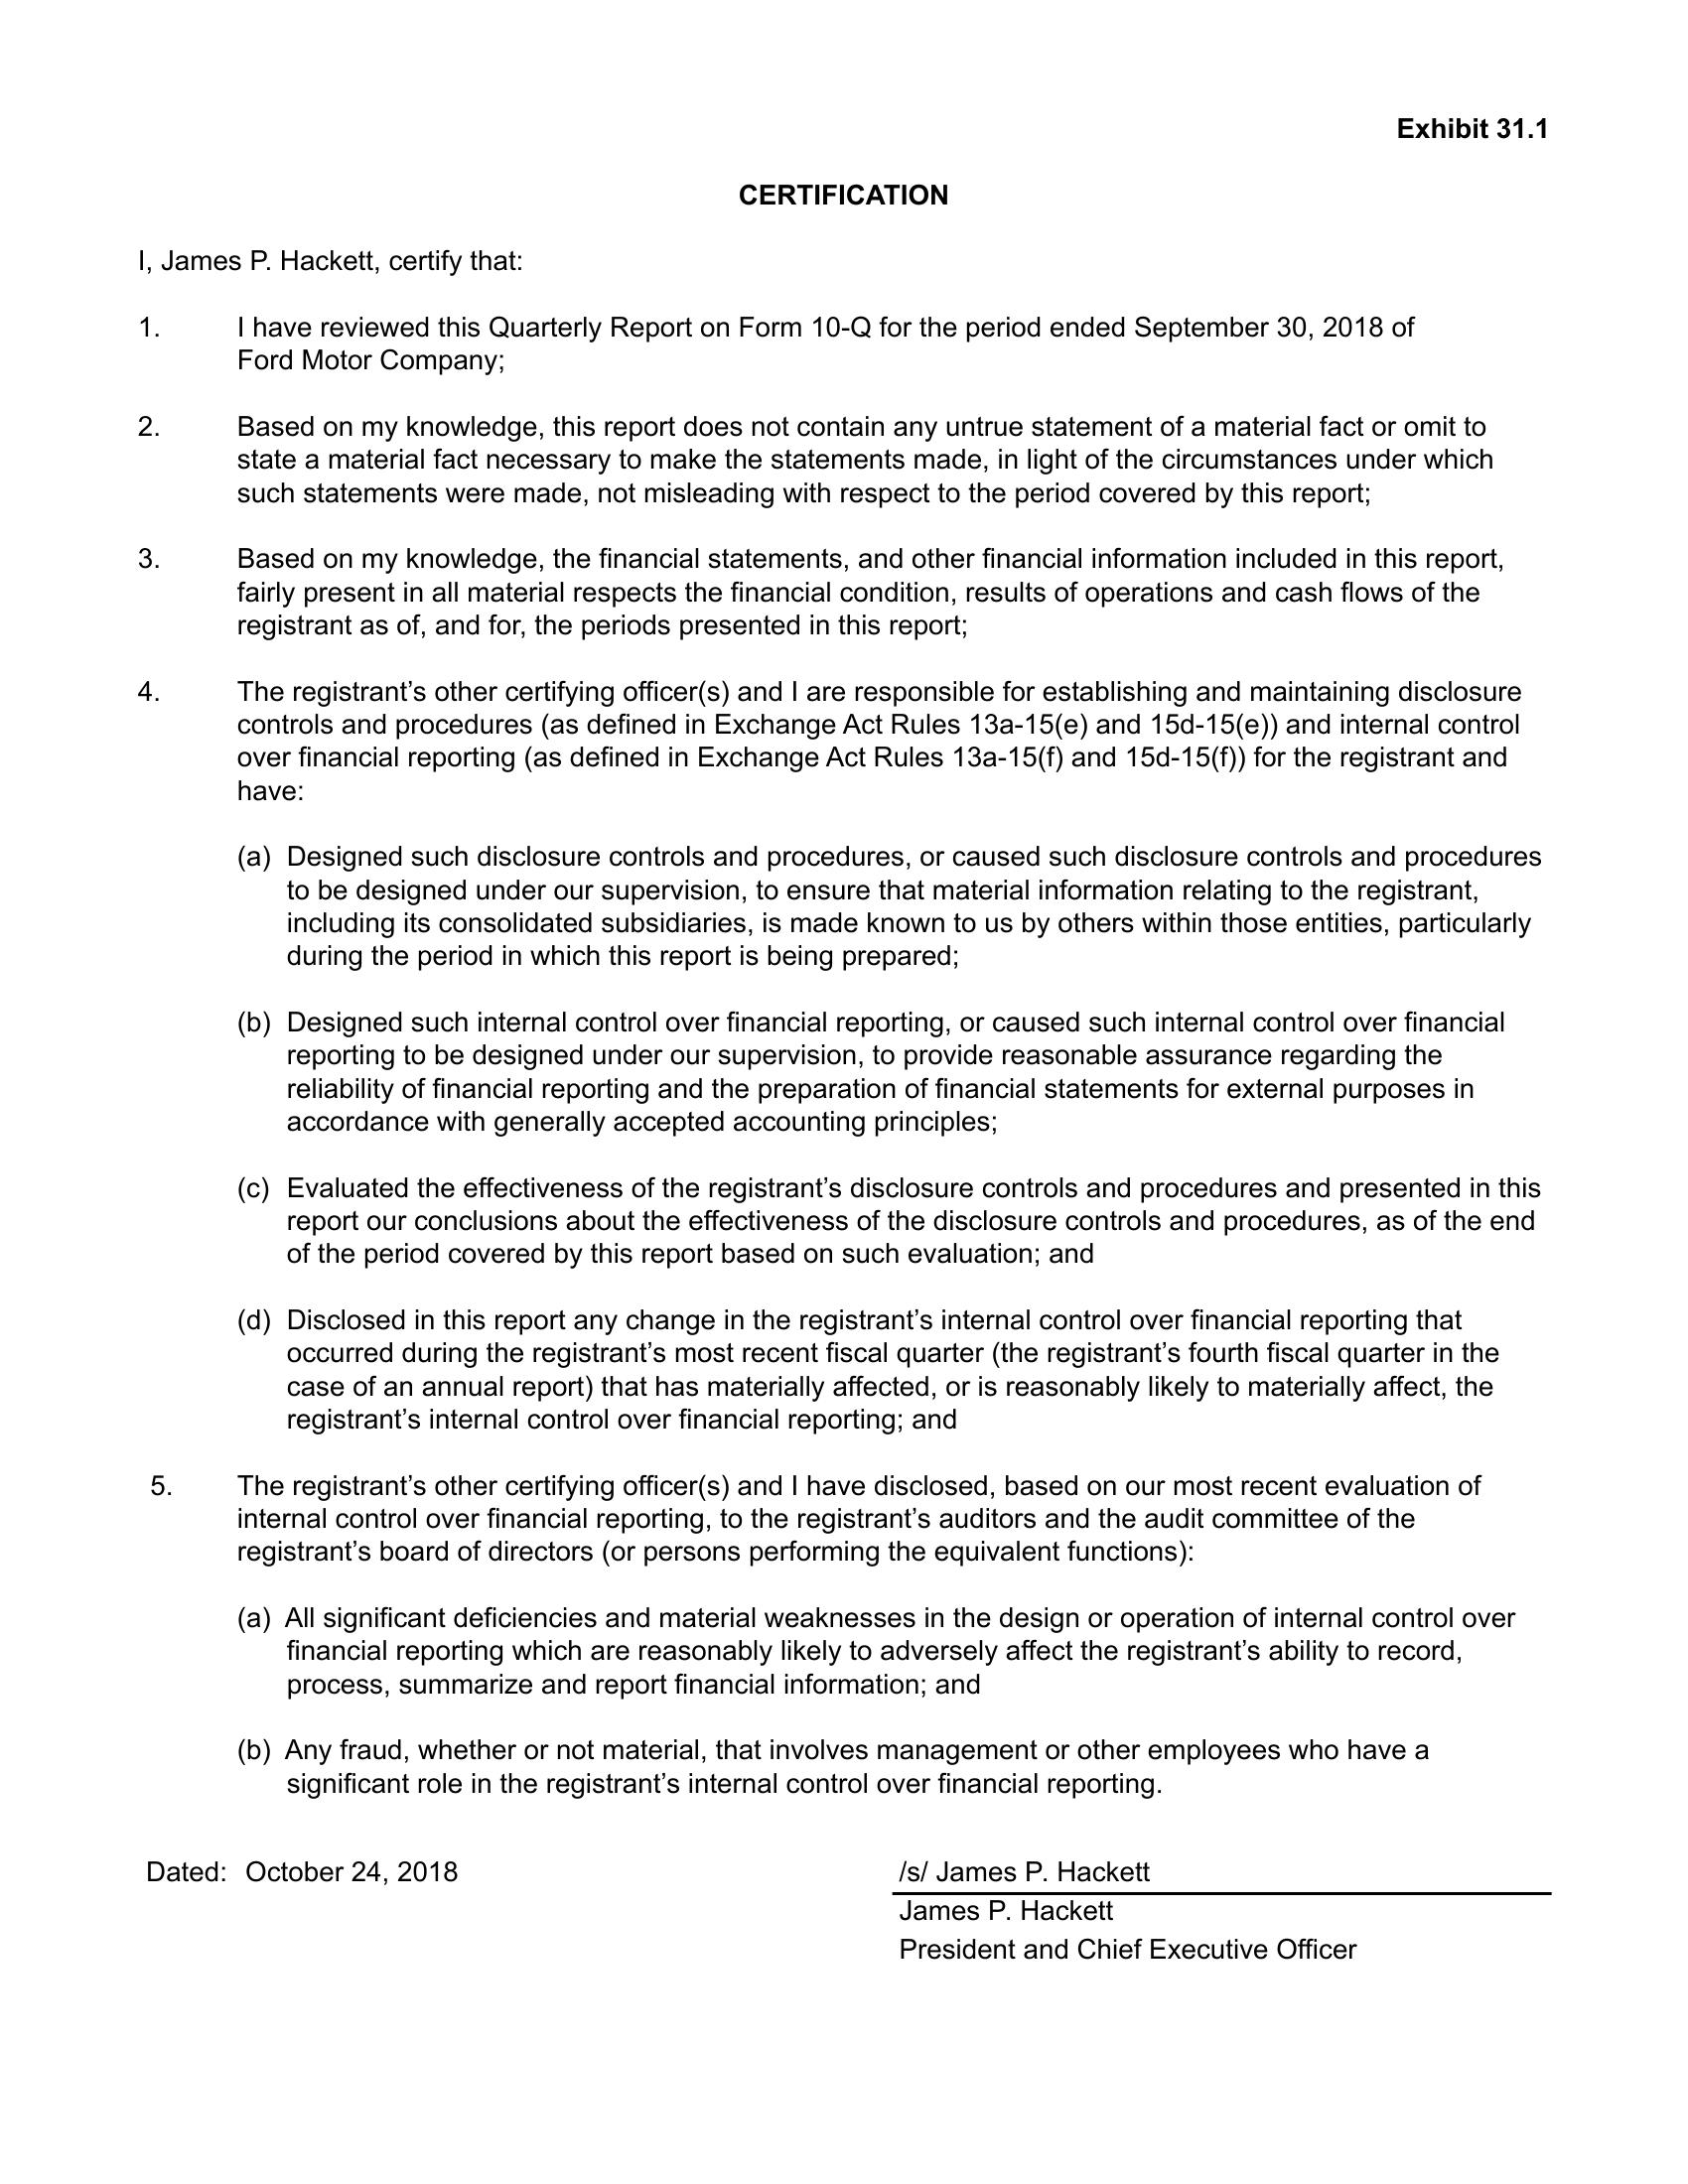 Exhibit 31.1
CERTIFICATION
I, James P. Hackett, certify that:
1. I have reviewed this Quarterly Report on Form 10-Q for the period ended September 30, 2018 of
Ford Motor Company;
2. Based on my knowledge, this report does not contain any untrue statement of a material fact or omit to
state a material fact necessary to make the statements made, in light of the circumstances under which
such statements were made, not misleading with respect to the period covered by this report;
3. Based on my knowledge, the financial statements, and other financial information included in this report,
fairly present in all material respects the financial condition, results of operations and cash flows of the
registrant as of, and for, the periods presented in this report;
4. The registrant’s other certifying officer(s) and I are responsible for establishing and maintaining disclosure
controls and procedures (as defined in Exchange Act Rules 13a-15(e) and 15d-15(e)) and internal control
over financial reporting (as defined in Exchange Act Rules 13a-15(f) and 15d-15(f)) for the registrant and
have:
(a) Designed such disclosure controls and procedures, or caused such disclosure controls and procedures
to be designed under our supervision, to ensure that material information relating to the registrant,
including its consolidated subsidiaries, is made known to us by others within those entities, particularly
during the period in which this report is being prepared;
(b) Designed such internal control over financial reporting, or caused such internal control over financial
reporting to be designed under our supervision, to provide reasonable assurance regarding the
reliability of financial reporting and the preparation of financial statements for external purposes in
accordance with generally accepted accounting principles;
(c) Evaluated the effectiveness of the registrant’s disclosure controls and procedures and presented in this
report our conclusions about the effectiveness of the disclosure controls and procedures, as of the end
of the period covered by this report based on such evaluation; and
(d) Disclosed in this report any change in the registrant’s internal control over financial reporting that
occurred during the registrant’s most recent fiscal quarter (the registrant’s fourth fiscal quarter in the
case of an annual report) that has materially affected, or is reasonably likely to materially affect, the
registrant’s internal control over financial reporting; and
5. The registrant’s other certifying officer(s) and I have disclosed, based on our most recent evaluation of
internal control over financial reporting, to the registrant’s auditors and the audit committee of the
registrant’s board of directors (or persons performing the equivalent functions):
(a) All significant deficiencies and material weaknesses in the design or operation of internal control over
financial reporting which are reasonably likely to adversely affect the registrant’s ability to record,
process, summarize and report financial information; and
(b) Any fraud, whether or not material, that involves management or other employees who have a
significant role in the registrant’s internal control over financial reporting.
Dated: October 24, 2018 /s/ James P. Hackett
James P. Hackett
President and Chief Executive Officer